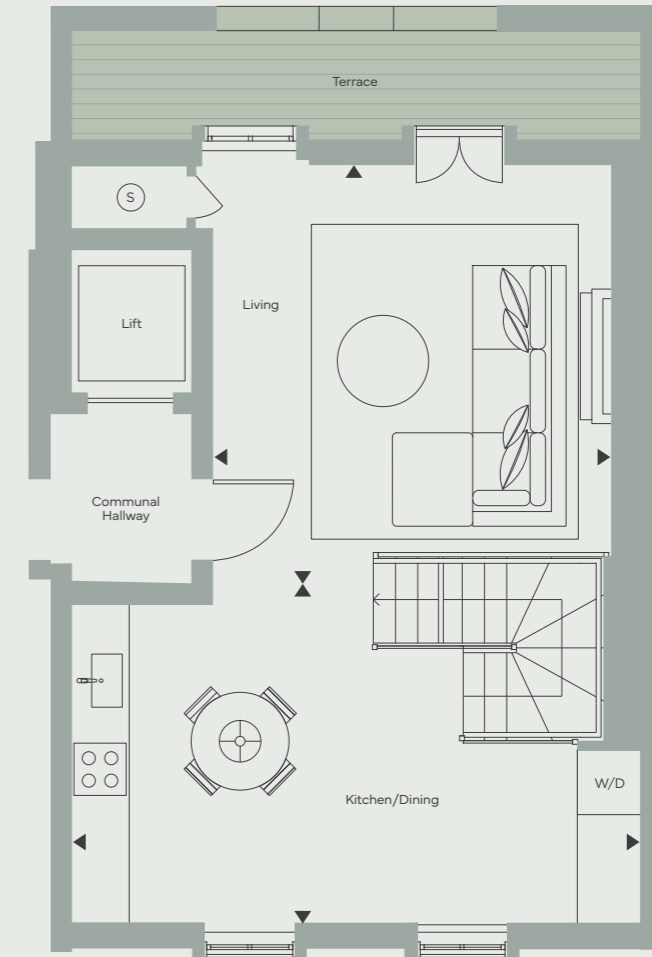 Terrace
S
Living
Lift
Communal
Hallway
Kitchen/Dining
W/D